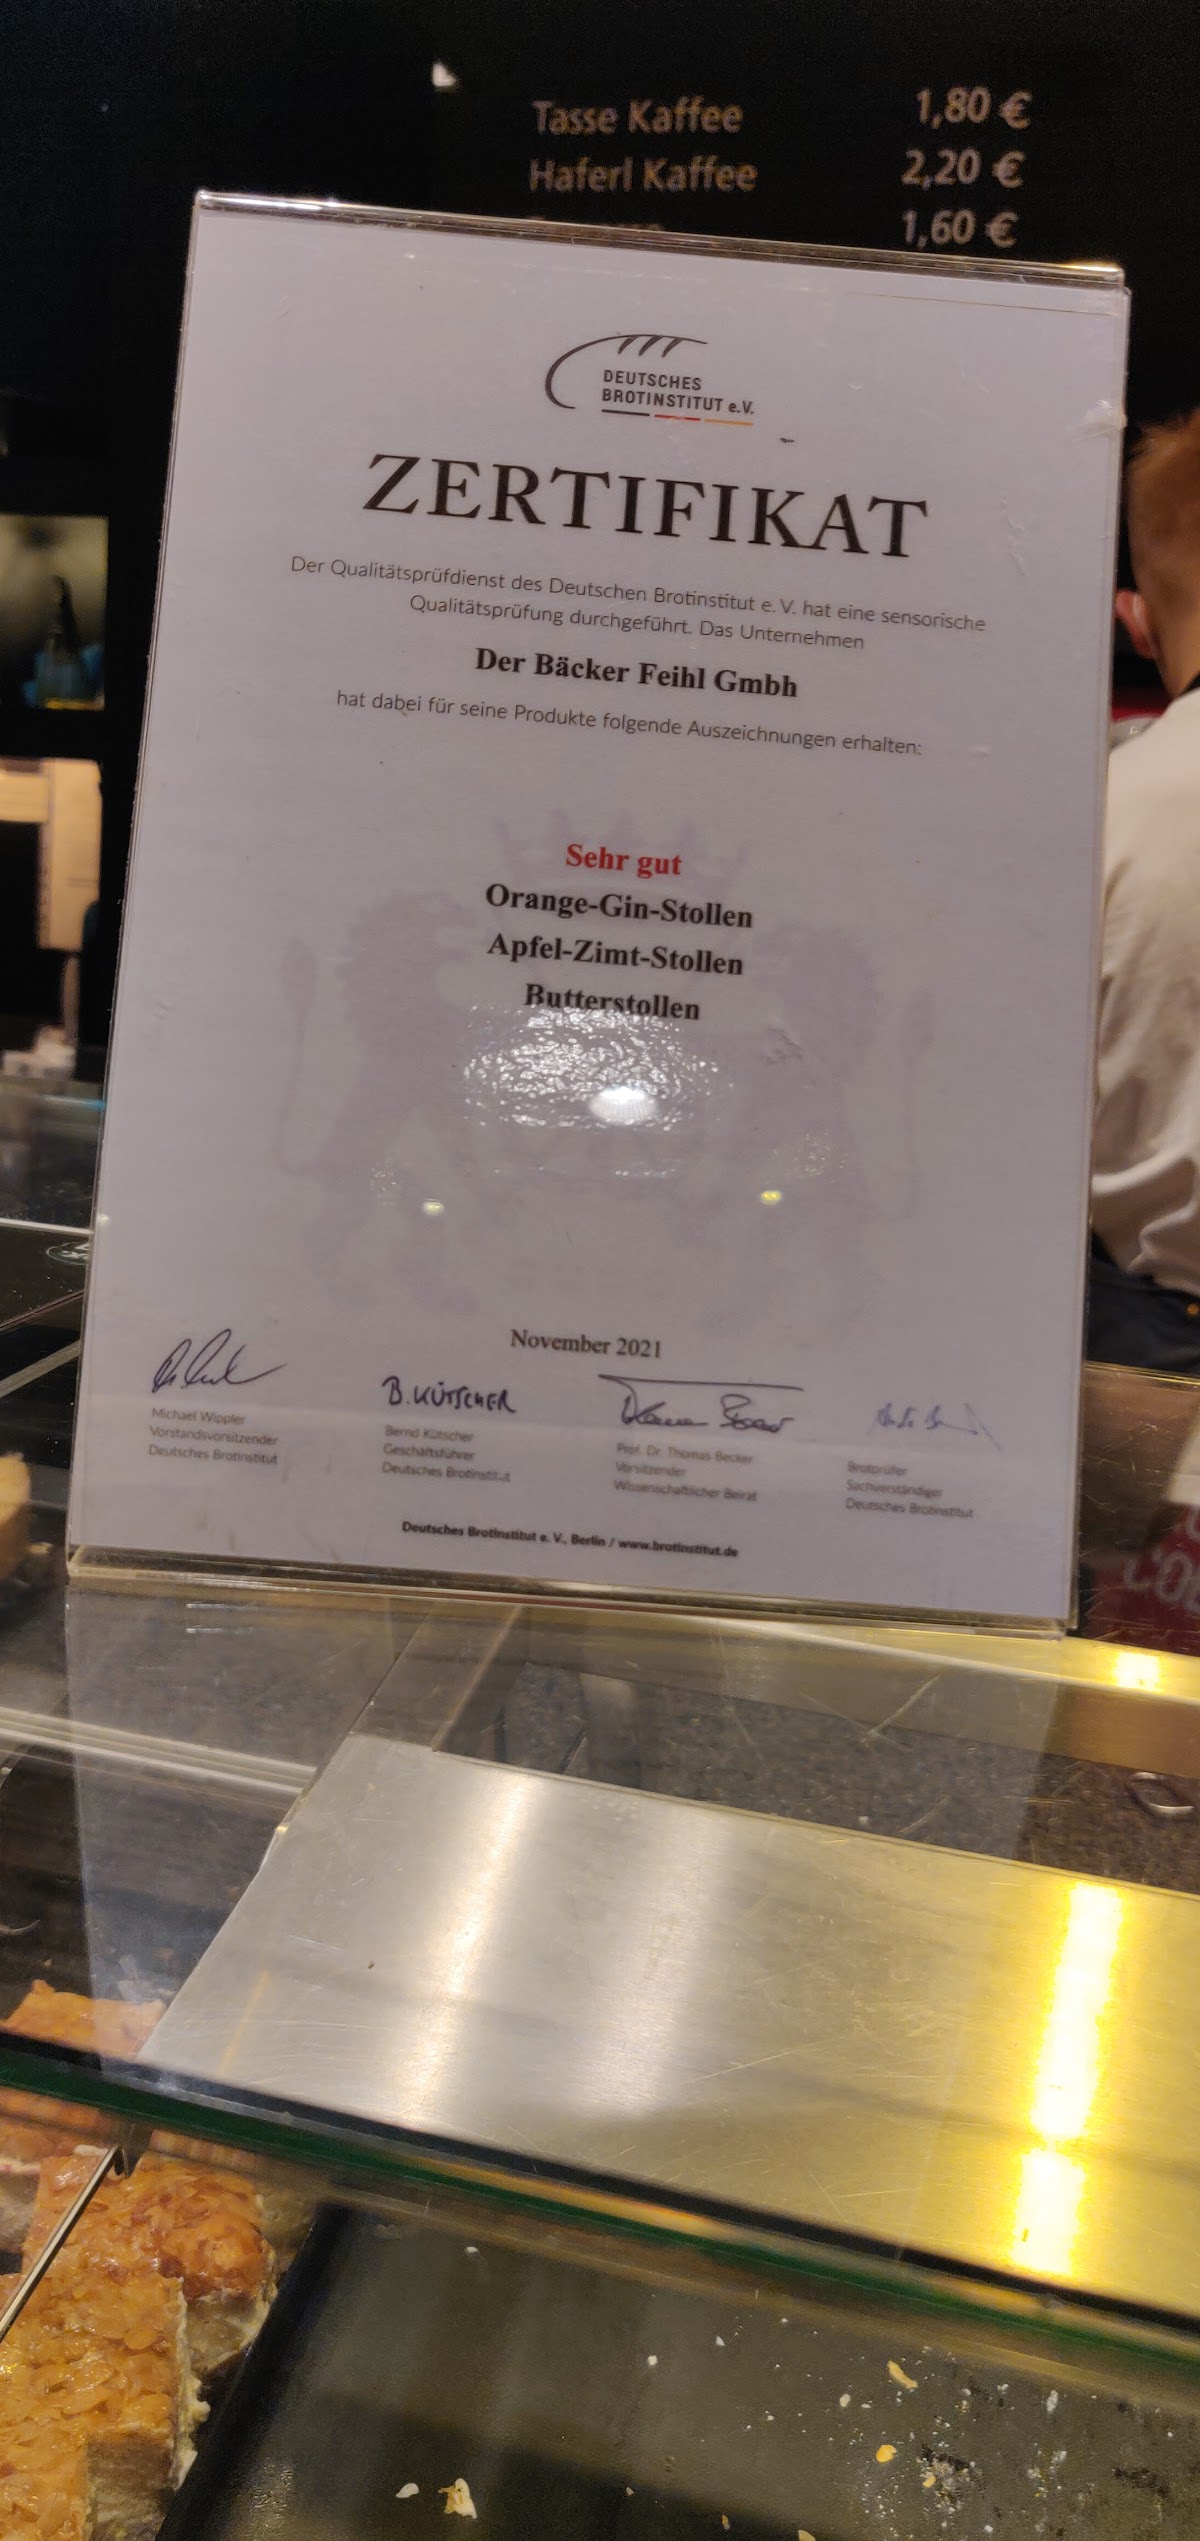 Tasse Kaffee 1,80 €
Haferl Kaffee 2,20 €
1,60 €
DEUTSCHES
BROTINSTITUT e.V.
ZERTIFIKAT
Der Qualitätsprüfdienst des Deutschen Brotinstitut e. V. hat eine sensorische
Qualitätsprüfung durchgeführt. Das Unternehmen
Der Bäcker Feihl Gmbh
hat dabei für seine Produkte folgende Auszeichnungen erhalten:
Sehr gut
Orange-Gin-Stollen
Apfel-Zimt-Stollen
Butterstollen
November 2021
B. KÜTSCHER
Michael Wippler
Vorstandsvorsitzender
Deutsches Brotinstitut
Bernd Kütscher
Geschäftsführer
Deutsches Brotinstitut
Prof. Dr. Thomas Becker
Vorsitzender
Wissenschaftlicher Beirat
Brotprüfer
Sachverständiger
Deutsches Brotinstitut
Deutsches Brotinstitut e. V., Berlin / www.brotinstitut.de